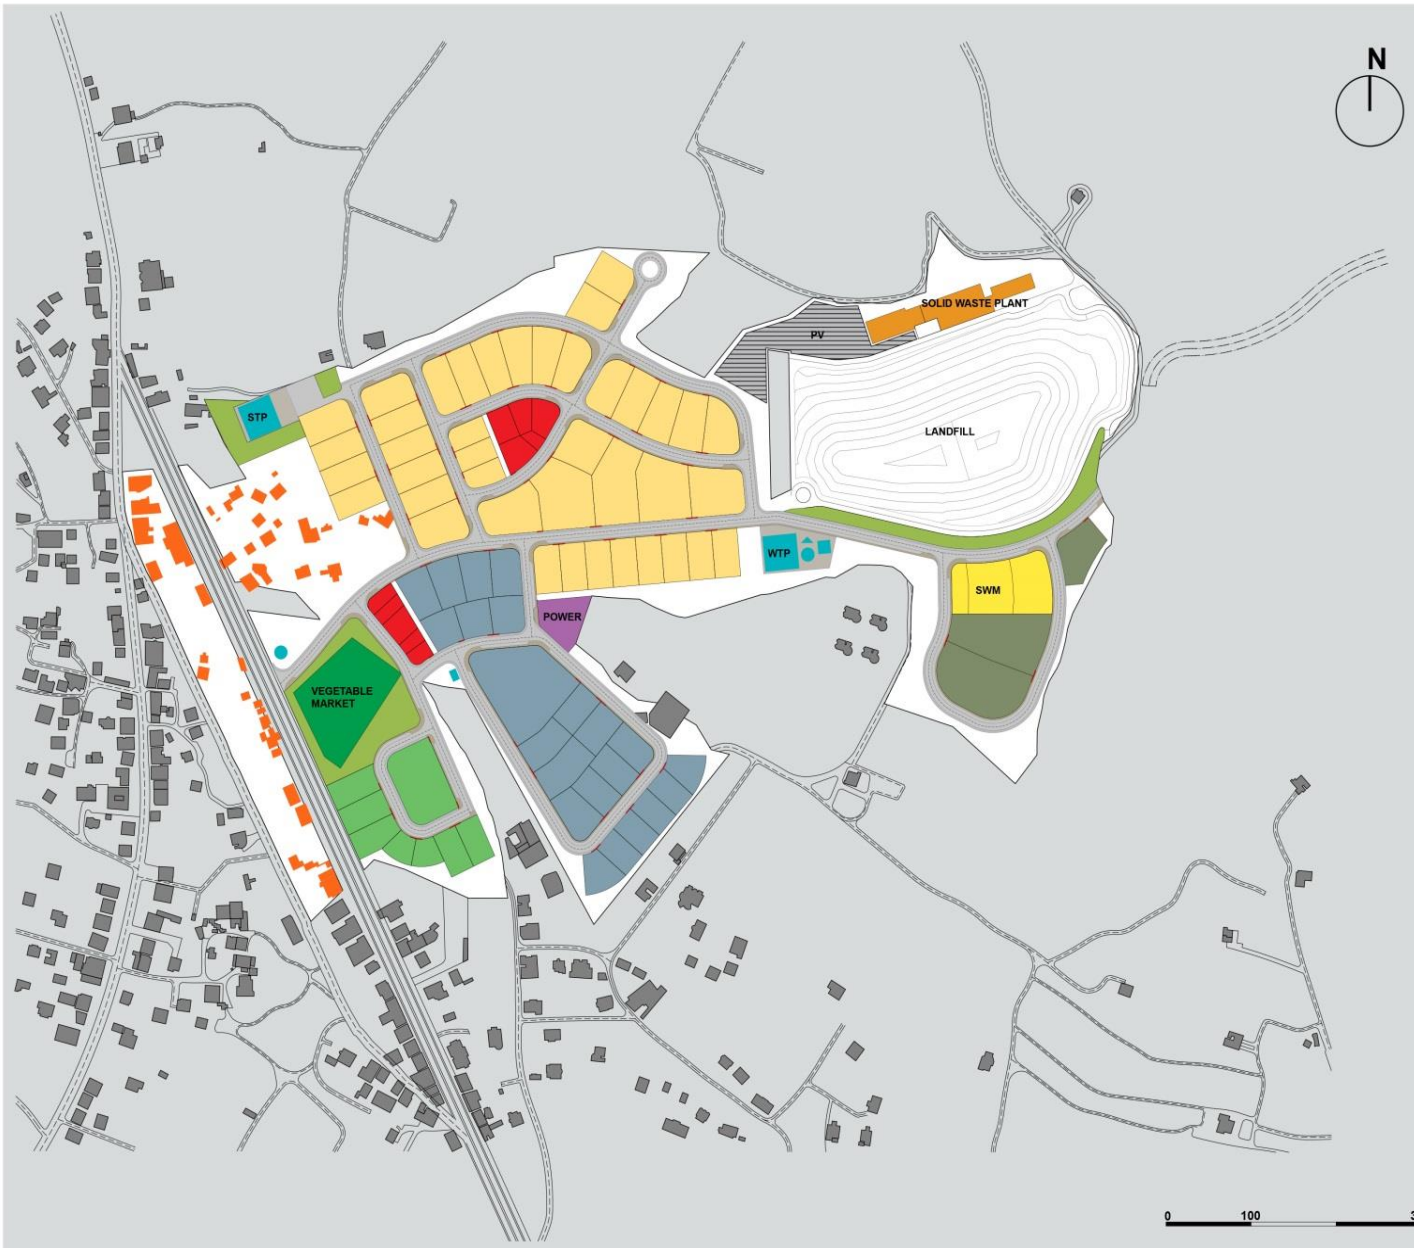 N
SOLID WASTE PLANT
PV
STP
LANDFILL
WTP
SWM
POWER
VEGETABLE
MARKET
0 100